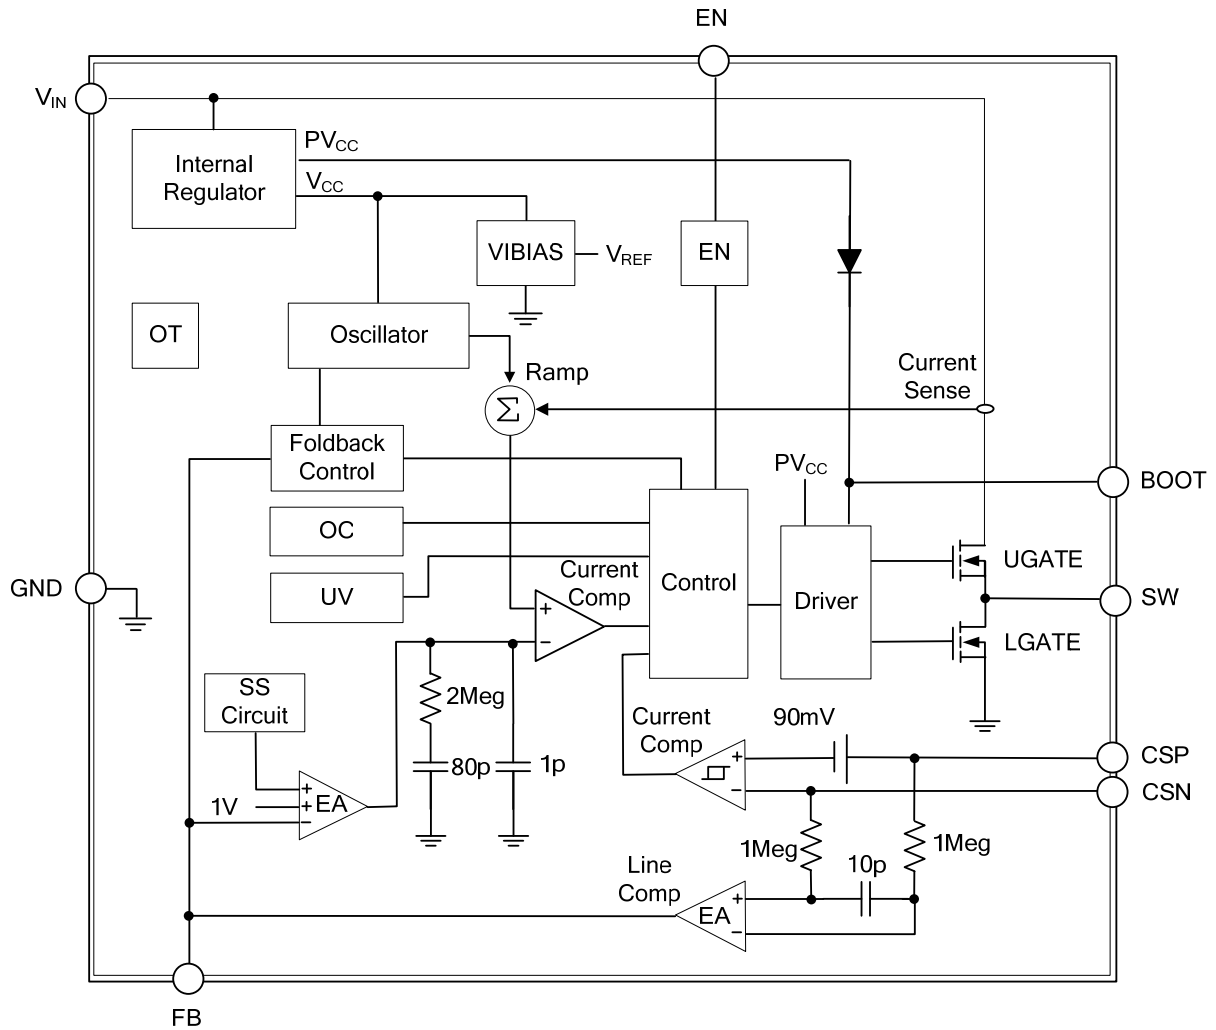 EN
VIN
PVCC
Internal
Regulator
VCC
VIBIAS
VREF
EN
OT
Oscillator
Current
Sense
Ramp
Σ
Foldback
Control
PVCC
BOOT
OC
Current
Comp
UGATE
GND
UV
Control
Driver
SW
+
−
LGATE
SS
Circuit
2Meg
90mV
Current
Comp
CSP
80p
1p
+
−
CSN
1V
+
+
−
EA
1Meg
1Meg
10p
Line
Comp
+
−
EA
FB